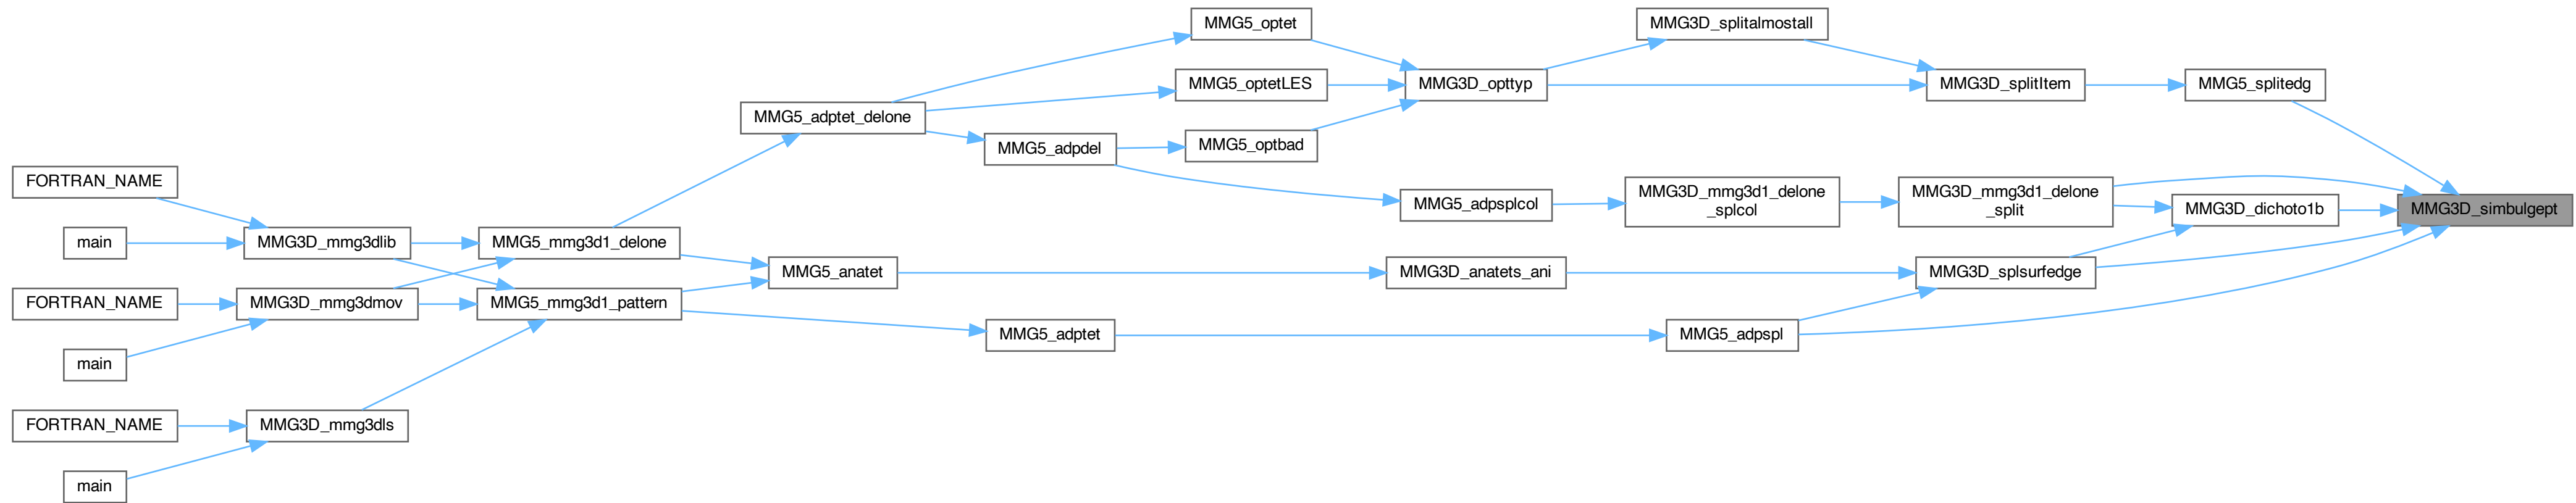 MMG5_optet
MMG3D_splitalmostall
MMG5_optetLES
MMG3D_opttyp
MMG3D_splitItem
MMG5_splitedg
MMG5_adptet_delone
MMG5_adpdel
MMG5_optbad
FORTRAN_NAME
MMG5_adpsplcol
MMG3D_mmg3d1_delone
_splcol
MMG3D_mmg3d1_delone
_split
MMG3D_dichoto1b
MMG3D_simbulgept
main
MMG3D_mmg3dlib
MMG5_mmg3d1_delone
MMG5_anatet
MMG3D_anatets_ani
MMG3D_splsurfedge
FORTRAN_NAME
MMG3D_mmg3dmov
MMG5_mmg3d1_pattern
MMG5_adptet
MMG5_adpspl
main
FORTRAN_NAME
MMG3D_mmg3dls
main